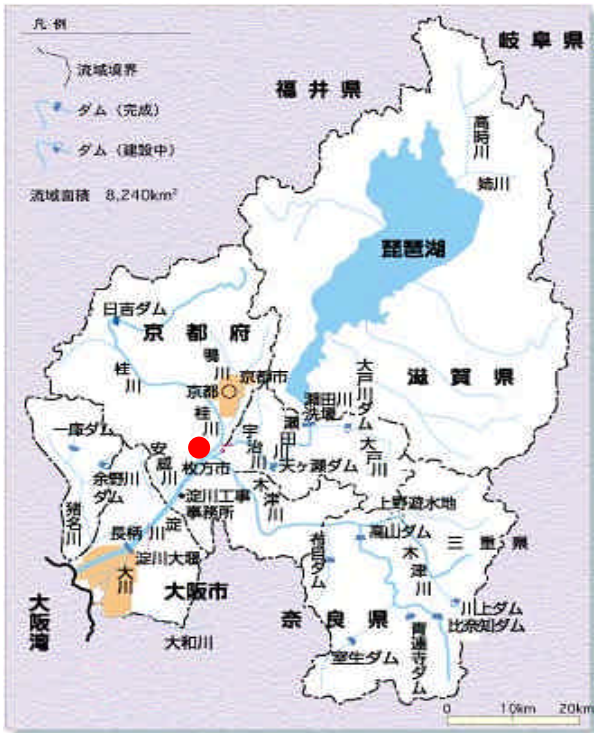 凡例
流域境界
ダム（完成）
ダム（建設中）
流域面積 8,240km²
岐阜県
福井県
高時川
姉川
琵琶湖
日吉ダム
京都府
鴨川
京都市
京都
桂川
桂川
滋賀県
大戸川ダム
瀬田川洗堰
瀬田川
大戸川
宇治川
天ヶ瀬ダム
一庫ダム
余野川ダム
安威川
枚方市
木津川
淀川工事事務所
猪名川
長柄
淀川
淀川大堰
大川
大阪市
大阪湾
大和川
上野遊水地
高山ダム
三重県
木津川
奈良県
川上ダム
比奈知ダム
青蓮寺ダム
室生ダム
0 10km 20km